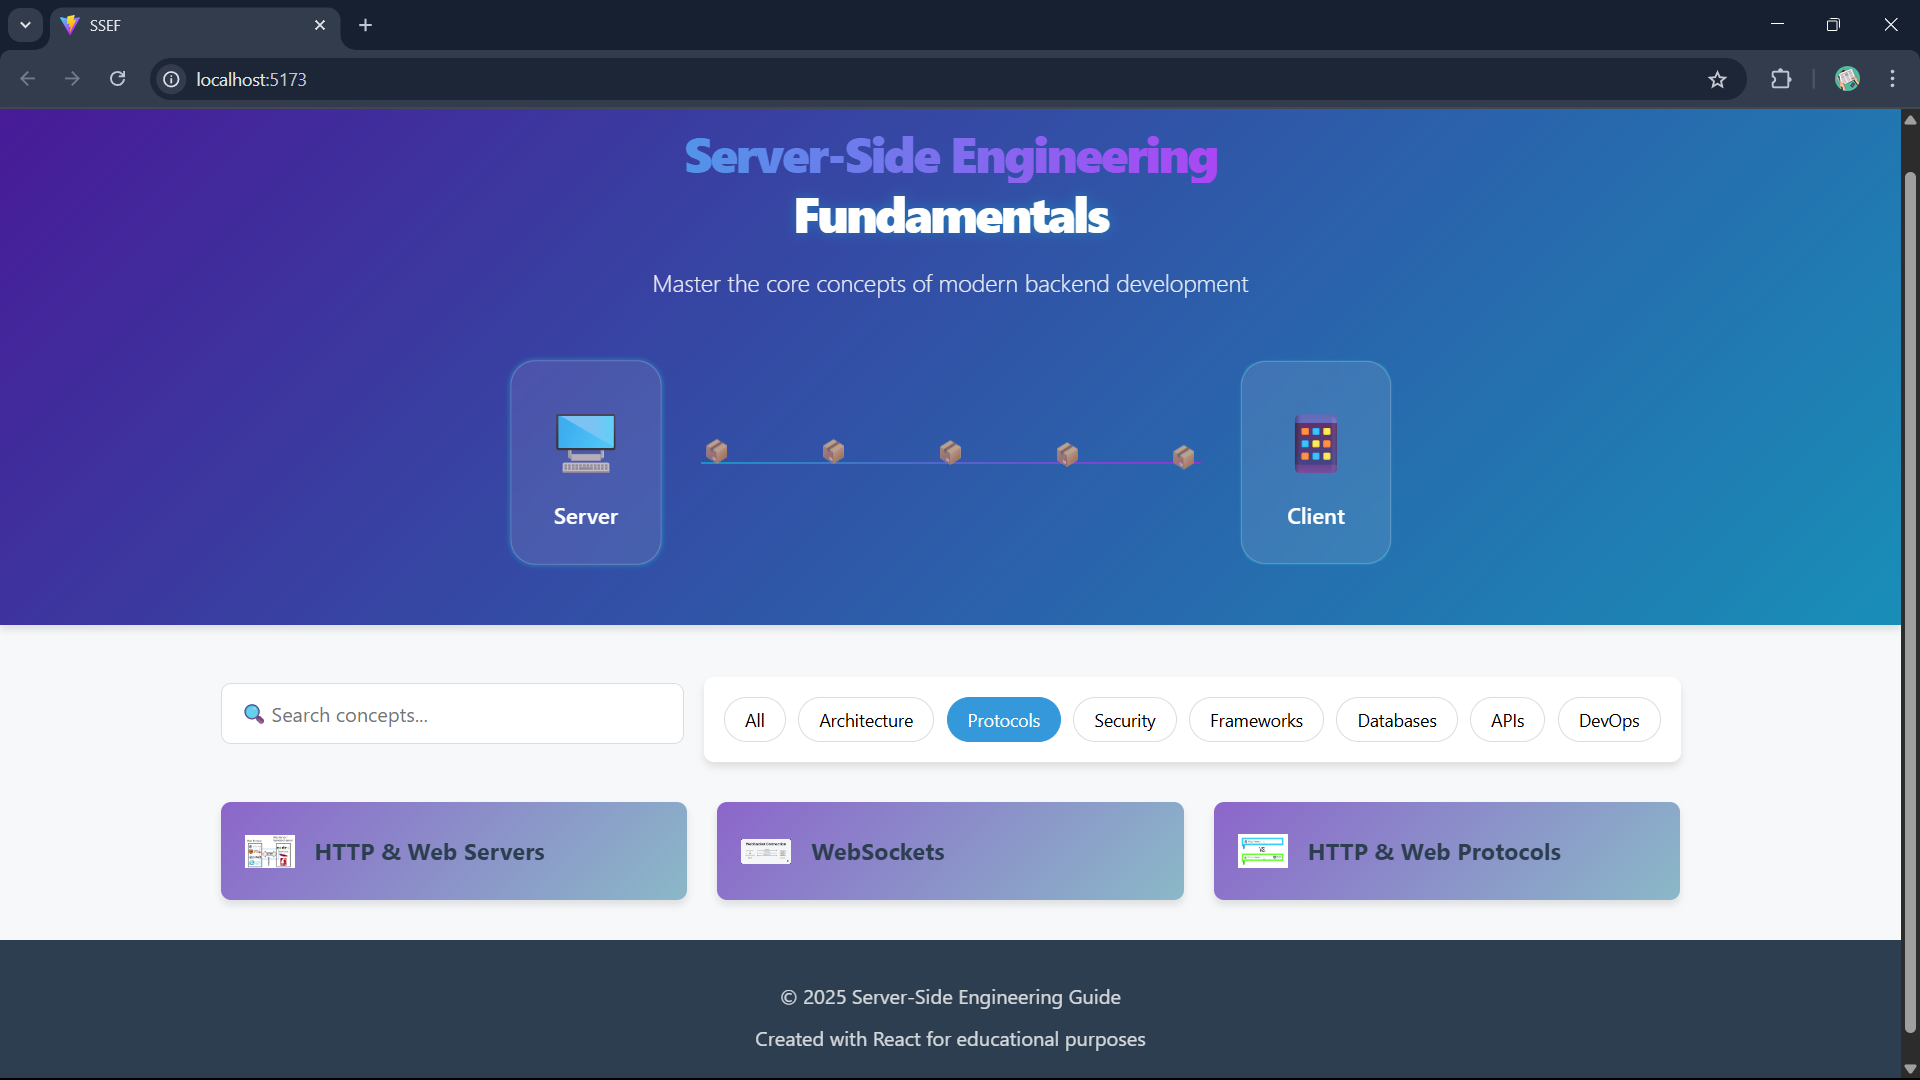 SSEF
localhost:5173
Server-Side Engineering
Fundamentals
Master the core concepts of modern backend development
Server
Client
Search concepts...
All
Architecture
Protocols
Security
Frameworks
Databases
APIs
DevOps
HTTP & Web Servers
WebSockets
HTTP & Web Protocols
© 2025 Server-Side Engineering Guide
Created with React for educational purposes